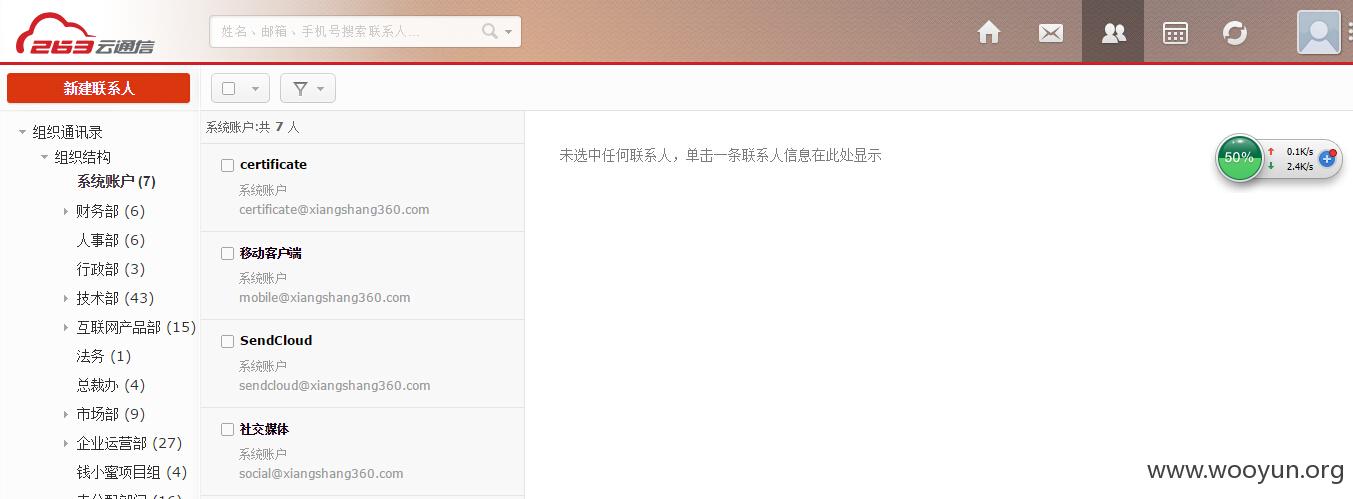 263云通信
姓名、邮箱、手机号搜索联系人...
新建联系人
组织通讯录
组织结构
系统账户 (7)
财务部 (6)
人事部 (6)
行政部 (3)
技术部 (43)
互联网产品部 (15)
法务 (1)
总裁办 (4)
市场部 (9)
企业运营部 (27)
钱小蜜项目组 (4)
系统账户:共 7 人
certificate
系统账户
certificate@xiangshang360.com
移动客户端
系统账户
mobile@xiangshang360.com
SendCloud
系统账户
sendcloud@xiangshang360.com
社交媒体
系统账户
social@xiangshang360.com
未选中任何联系人，单击一条联系人信息在此处显示
50%
0.1K/s
2.4K/s
www.wooyun.org